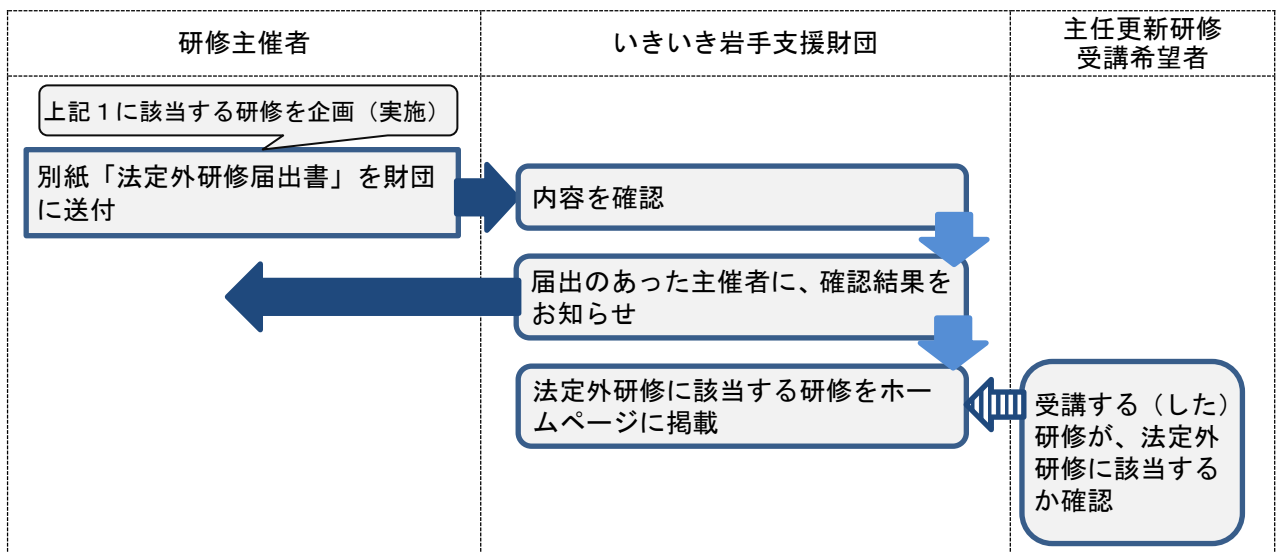 研修主催者
いきいき岩手支援財団
主任更新研修
受講希望者
上記１に該当する研修を企画（実施）
別紙「法定外研修届出書」を財団
に送付
内容を確認
届出のあった主催者に、確認結果を
お知らせ
法定外研修に該当する研修をホー
ムページに掲載
受講する（した）
研修が、法定外
研修に該当する
か確認